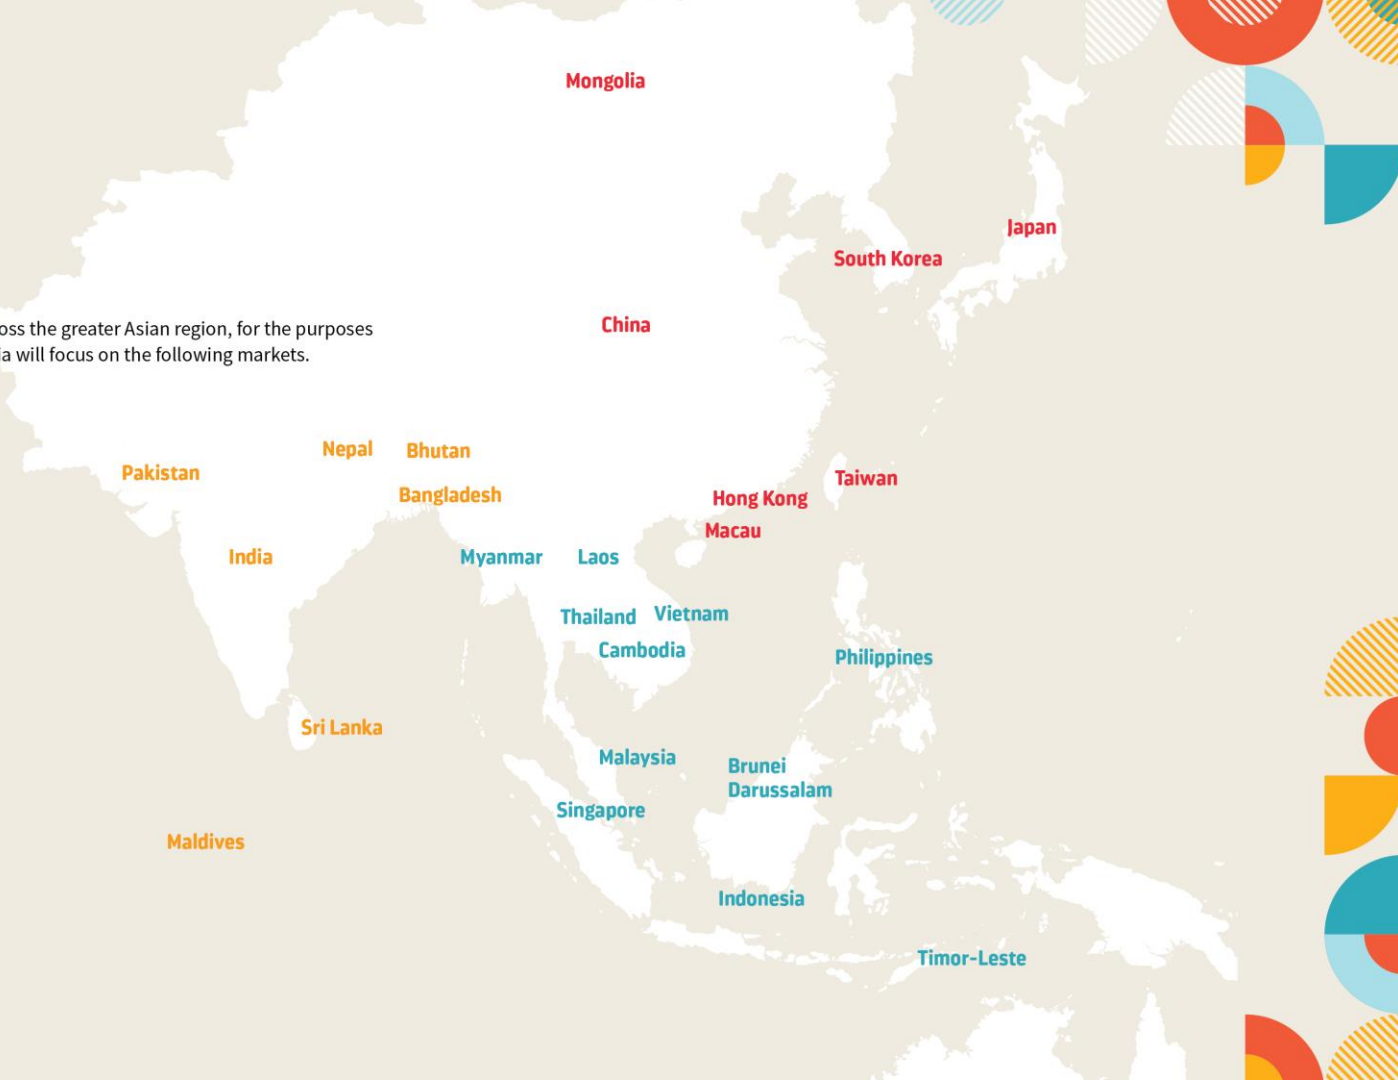 Mongolia
Japan
South Korea
China
oss the greater Asian region, for the purposes
ia will focus on the following markets.
Nepal
Bhutan
Pakistan
Taiwan
Bangladesh
Hong Kong
Macau
India
Myanmar
Laos
Thailand
Vietnam
Cambodia
Philippines
Sri Lanka
Malaysia
Brunei
Darussalam
Singapore
Maldives
Indonesia
Timor-Leste